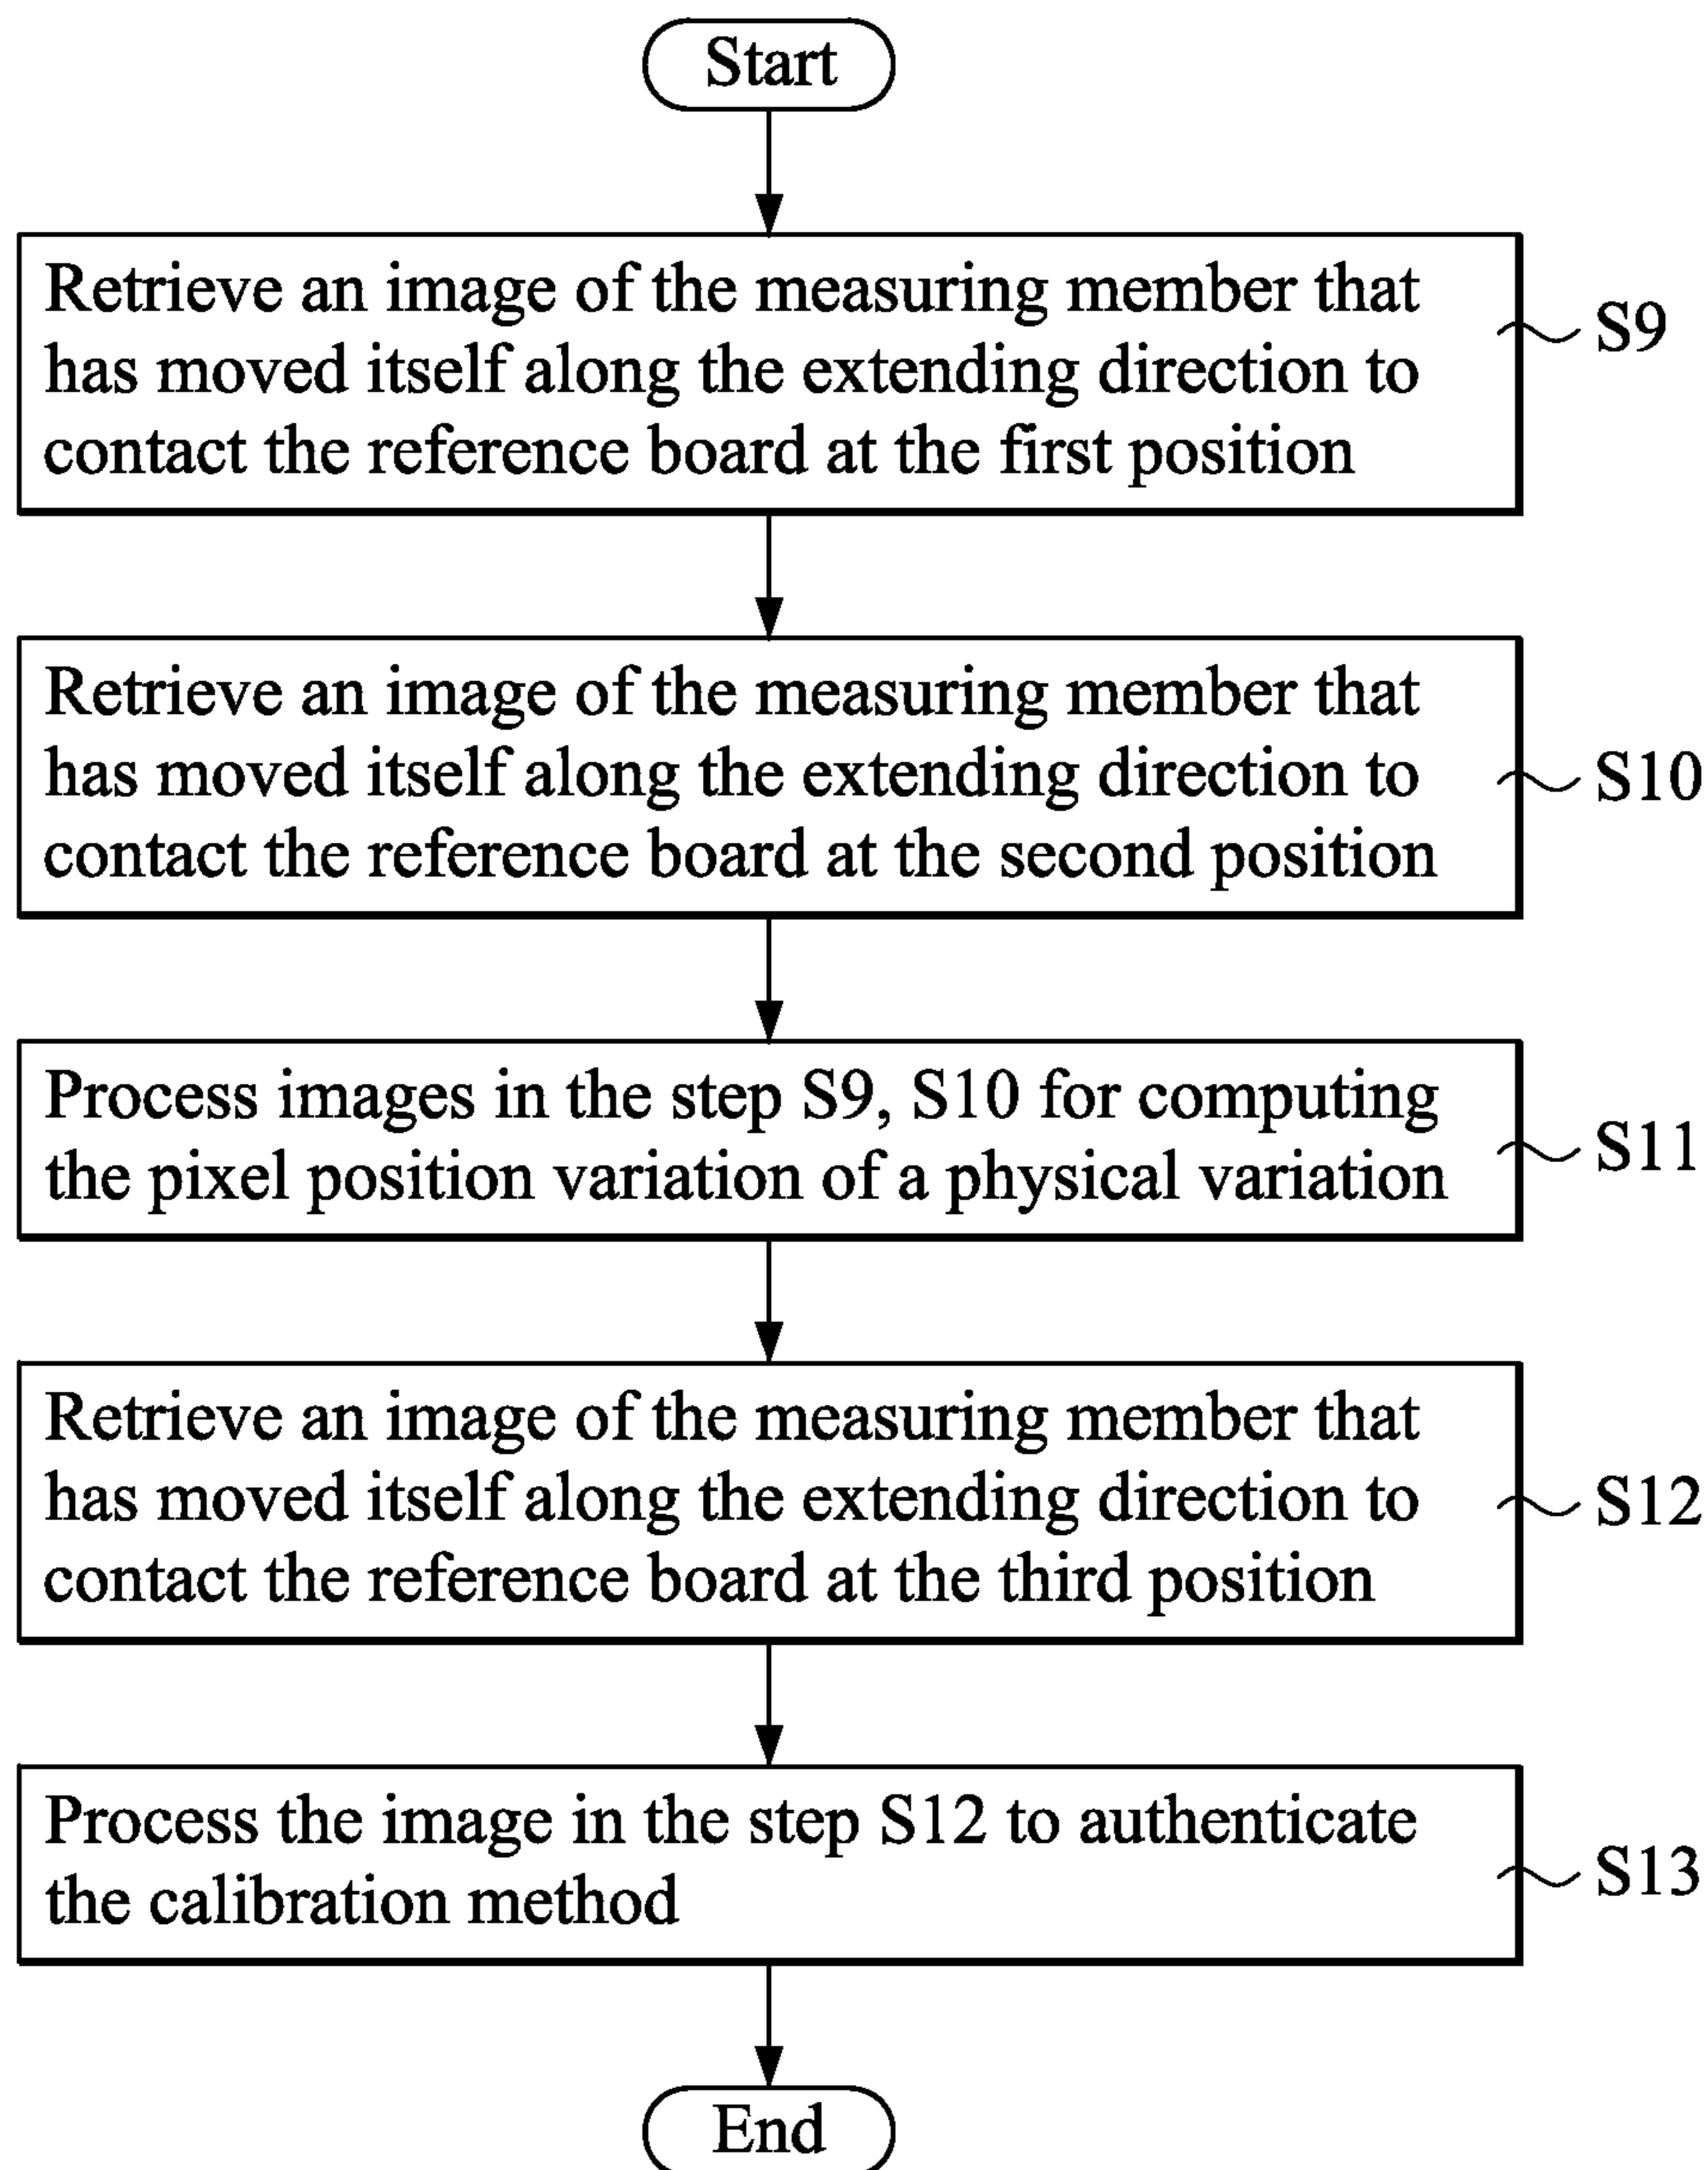 Start
Retrieve an image of the measuring member that
has moved itself along the extending direction to
contact the reference board at the first position
S9
Retrieve an image of the measuring member that
has moved itself along the extending direction to
contact the reference board at the second position
S10
Process images in the step S9, S10 for computing
the pixel position variation of a physical variation
S11
Retrieve an image of the measuring member that
has moved itself along the extending direction to
contact the reference board at the third position
S12
Process the image in the step S12 to authenticate
the calibration method
S13
End